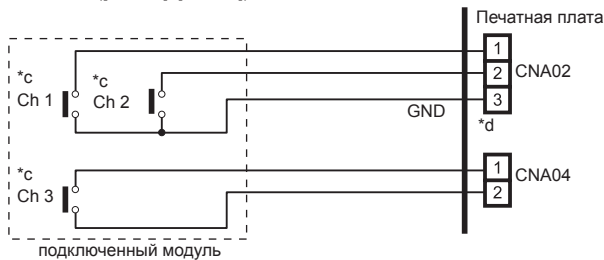 Печатная плата
1
*c
Ch 1
*c
Ch 2
2
CNA02
GND
3
*d
*c
Ch 3
1
CNA04
2
подключенный модуль